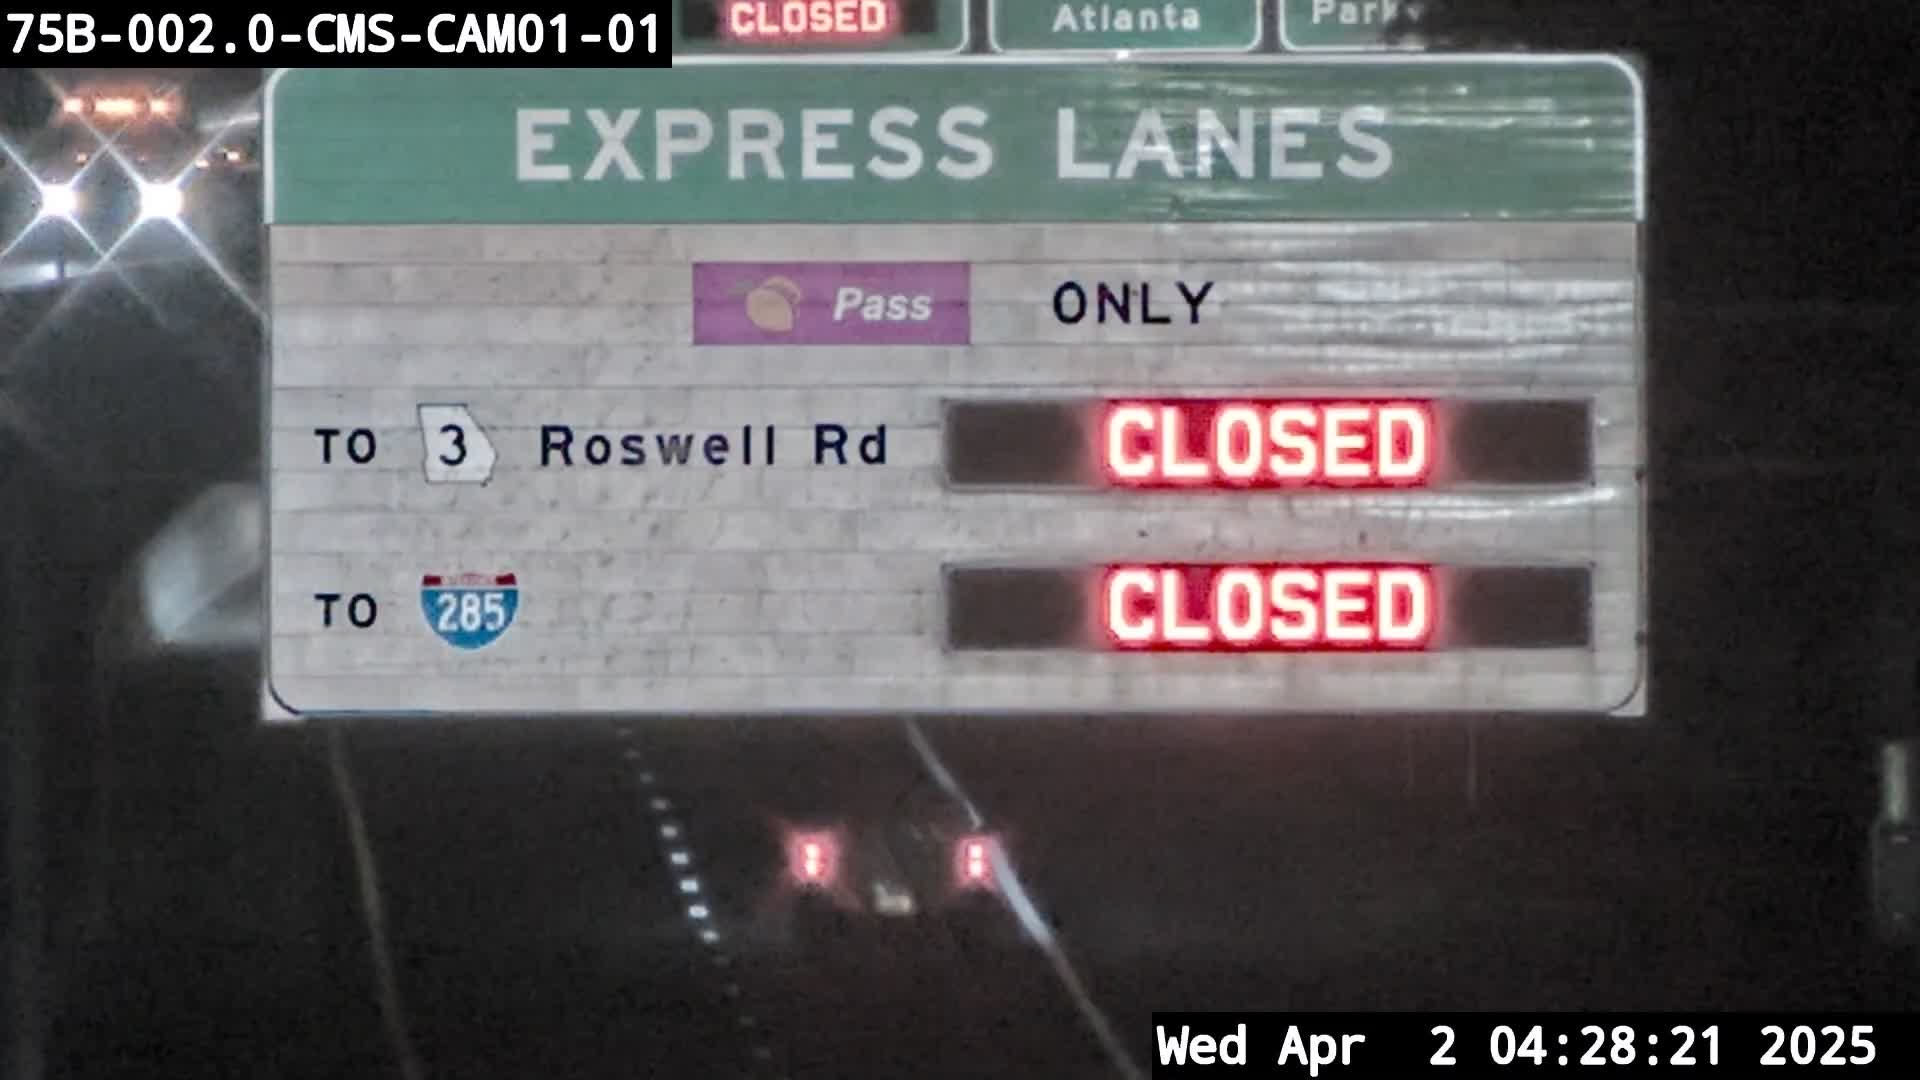 75B-002.0-CMS-CAM01-01
CLOSED
Atlanta
EXPRESS LANES
Pass ONLY
TO 3 Roswell Rd CLOSED
TO 285 CLOSED
Wed Apr 2 04:28:21 2025